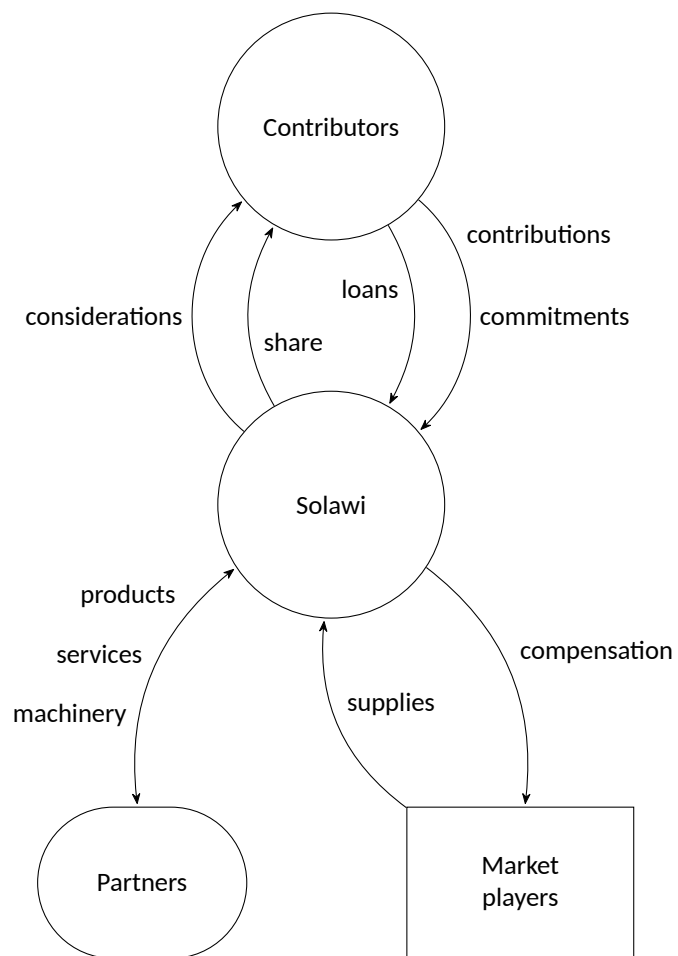 Contributors
contributions
loans
considerations
commitments
share
Solawi
products
services
compensation
supplies
machinery
Market
players
Partners